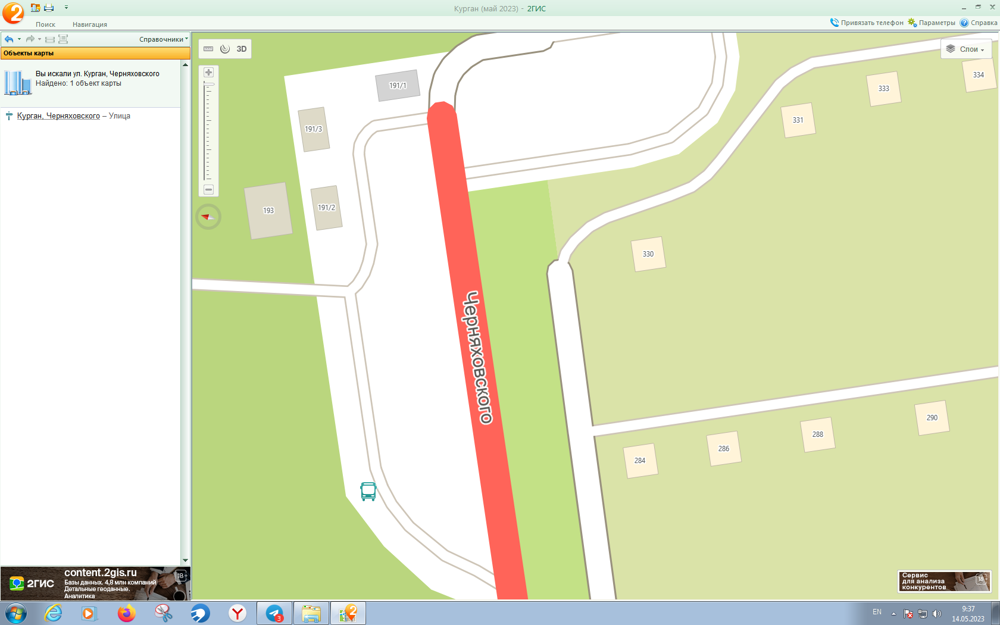 Курган (май 2023) - 2ГИС
Поиск
Навигация
Привязать телефон
Параметры
Справка
Справочники
Объекты карты
Вы искали ул. Курган, Черняховского
Найдено: 1 объект карты
Курган, Черняховского – Улица
3D
Слои
191/1
191/3
193
191/2
334
333
331
330
Черняховского
290
288
286
284
2ГИС
content.2gis.ru
Базы данных. 4,8 млн компаний
Детальные геоданные.
Аналитика
18+
Сервис
для анализа
конкурентов
18+
3
2
EN
9:37
14.05.2023